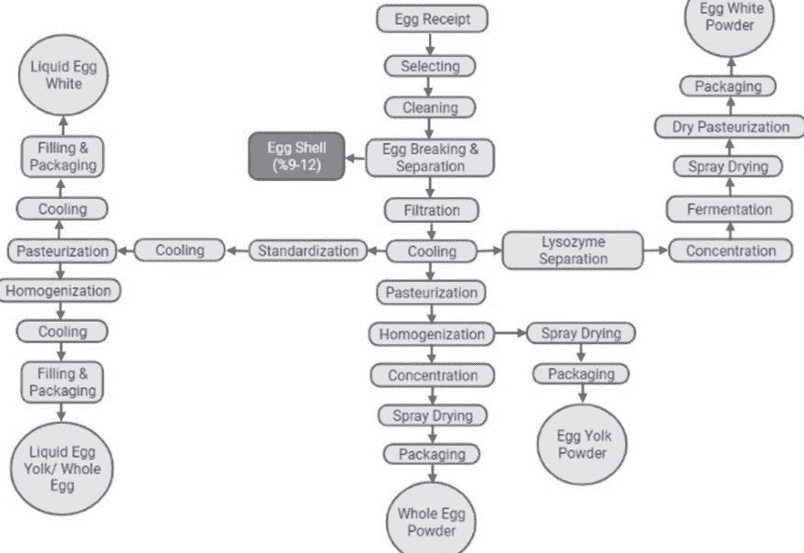 Egg Receipt
Selecting
Cleaning
Egg Breaking &
Separation
Egg Shell
(%9-12)
Filtration
Cooling
Standardization
Cooling
Pasteurization
Cooling
Filling &
Packaging
Liquid Egg
White
Homogenization
Cooling
Filling &
Packaging
Liquid Egg
Yolk/ Whole
Egg
Pasteurization
Homogenization
Concentration
Spray Drying
Packaging
Whole Egg
Powder
Spray Drying
Packaging
Egg Yolk
Powder
Lysozyme
Separation
Concentration
Fermentation
Spray Drying
Dry Pasteurization
Packaging
Egg White
Powder